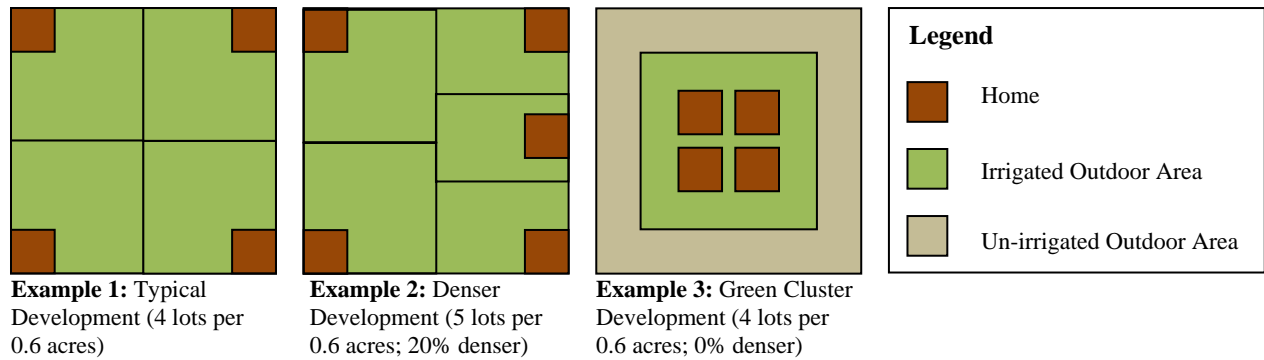 Legend
Home
Irrigated Outdoor Area
Un-irrigated Outdoor Area
Example 1: Typical
Development (4 lots per
0.6 acres)
Example 2: Denser
Development (5 lots per
0.6 acres; 20% denser)
Example 3: Green Cluster
Development (4 lots per
0.6 acres; 0% denser)